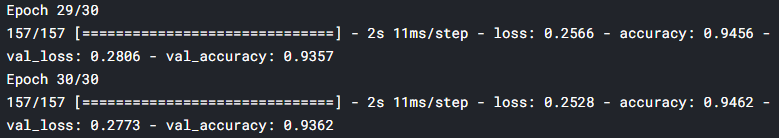 Epoch 29/30
157/157 [==============================] - 2s 11ms/step - loss: 0.2566 - accuracy: 0.9456 -
val_loss: 0.2806 - val_accuracy: 0.9357
Epoch 30/30
157/157 [==============================] - 2s 11ms/step - loss: 0.2528 - accuracy: 0.9462 -
val_loss: 0.2773 - val_accuracy: 0.9362